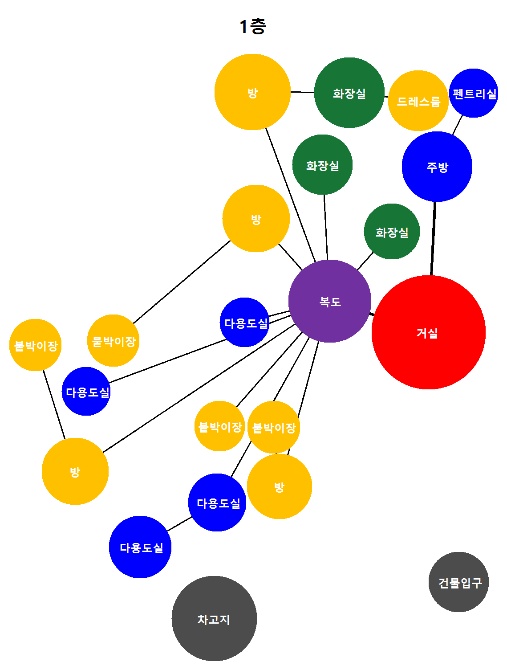 1층
방
화장실
드레스룸
펜트리실
화장실
주방
방
화장실
복도
거실
다용도실
붙박이장
붙박이장
다용도실
붙박이장
붙박이장
방
방
다용도실
다용도실
건물입구
차고지